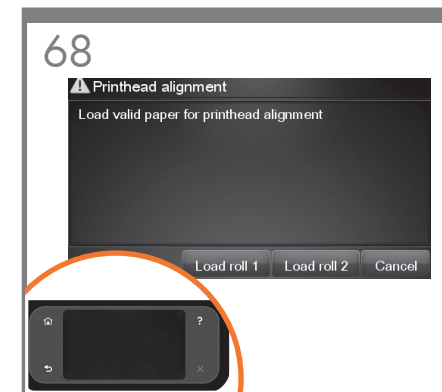 68
Printhead alignment
Load valid paper for printhead alignment
Load roll 1 Load roll 2 Cancel
?